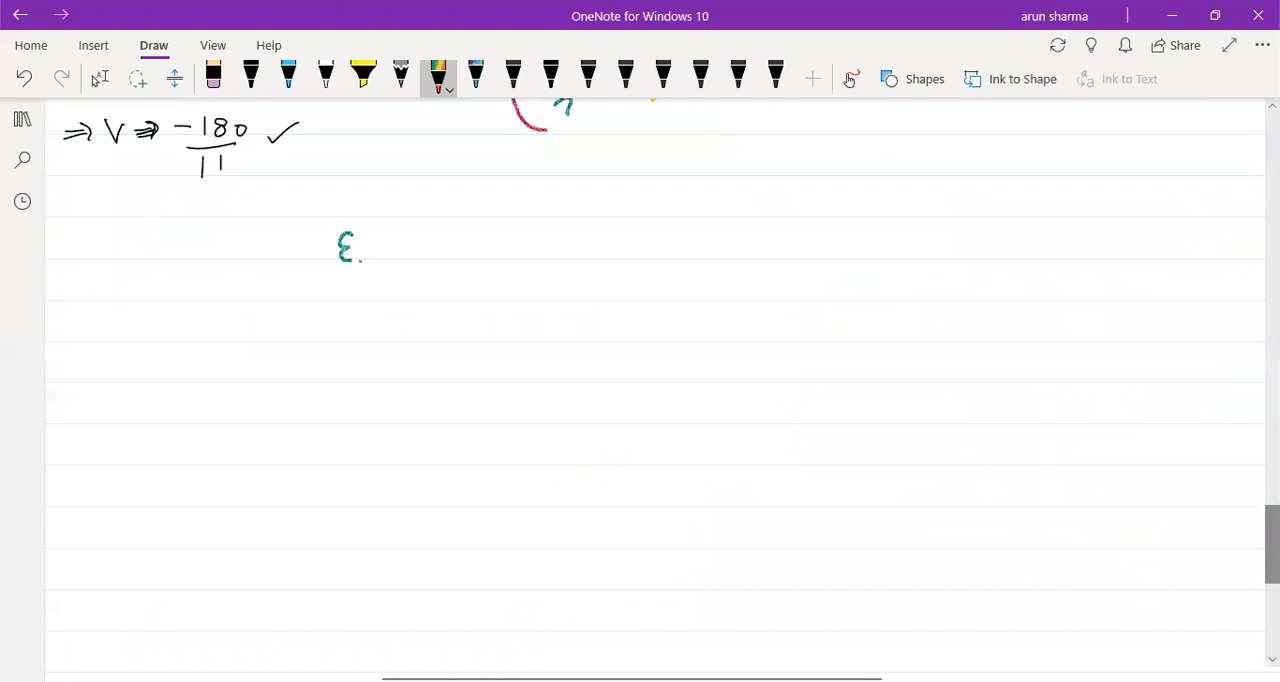 OneNote for Windows 10
arun sharma
Home Insert Draw View Help
Share
Shapes Ink to Shape Ink to Text
⇒ V ⇒ -180/11 ✓
ε.